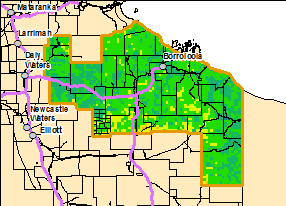 Mataranka
Larrimah
Daly
Waters
Borroloola
Newcastle
Waters
Elliott